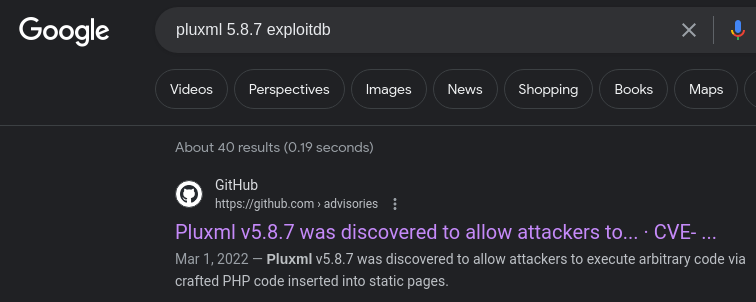 Google
pluxml 5.8.7 exploitdb
Videos Perspectives Images News Shopping Books Maps
About 40 results (0.19 seconds)
GitHub
https://github.com › advisories
Pluxml v5.8.7 was discovered to allow attackers to... · CVE- ...
Mar 1, 2022 — Pluxml v5.8.7 was discovered to allow attackers to execute arbitrary code via
crafted PHP code inserted into static pages.